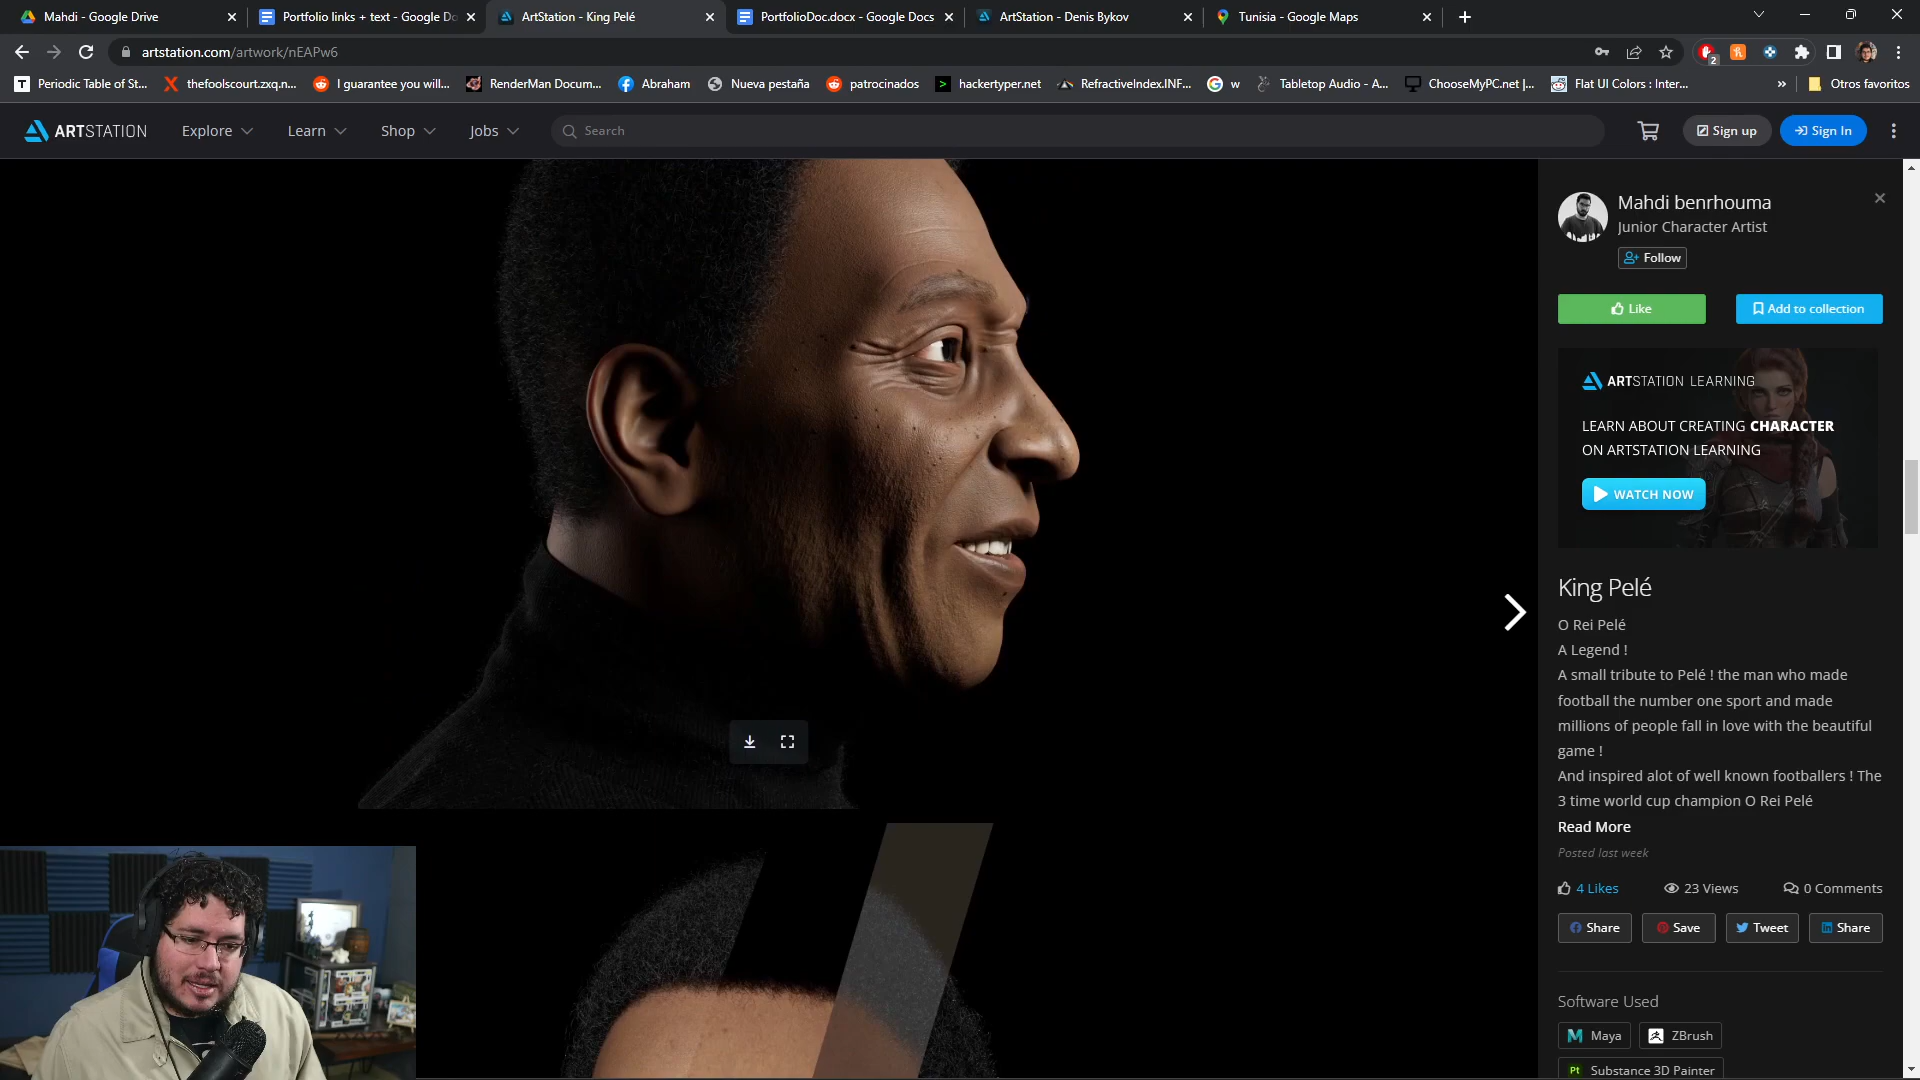 Mahdi - Google Drive
Portfolio links + text - Google Do
ArtStation - King Pelé
PortfolioDoc.docx - Google Docs
ArtStation - Denis Bykov
Tunisia - Google Maps
artstation.com/artwork/nEAPw6
2
Periodic Table of St...
thefoolscourt.zxq.n...
I guarantee you will...
RenderMan Docum...
Abraham
Nueva pestaña
patrocinados
hackertyper.net
RefractiveIndex.INF...
w
Tabletop Audio - A...
ChooseMyPC.net |...
Flat UI Colors : Inter...
»
Otros favoritos
ARTSTATION
Explore
Learn
Shop
Jobs
Search
Sign up
Sign In
Mahdi benrhouma
Junior Character Artist
Follow
Like
Add to collection
ARTSTATION LEARNING
LEARN ABOUT CREATING CHARACTER
ON ARTSTATION LEARNING
WATCH NOW
King Pelé
O Rei Pelé
A Legend !
A small tribute to Pelé ! the man who made
football the number one sport and made
millions of people fall in love with the beautiful
game !
And inspired alot of well known footballers ! The
3 time world cup champion O Rei Pelé
Read More
Posted last week
4 Likes
23 Views
0 Comments
Share
Save
Tweet
Share
Software Used
Maya
ZBrush
Pt Substance 3D Painter